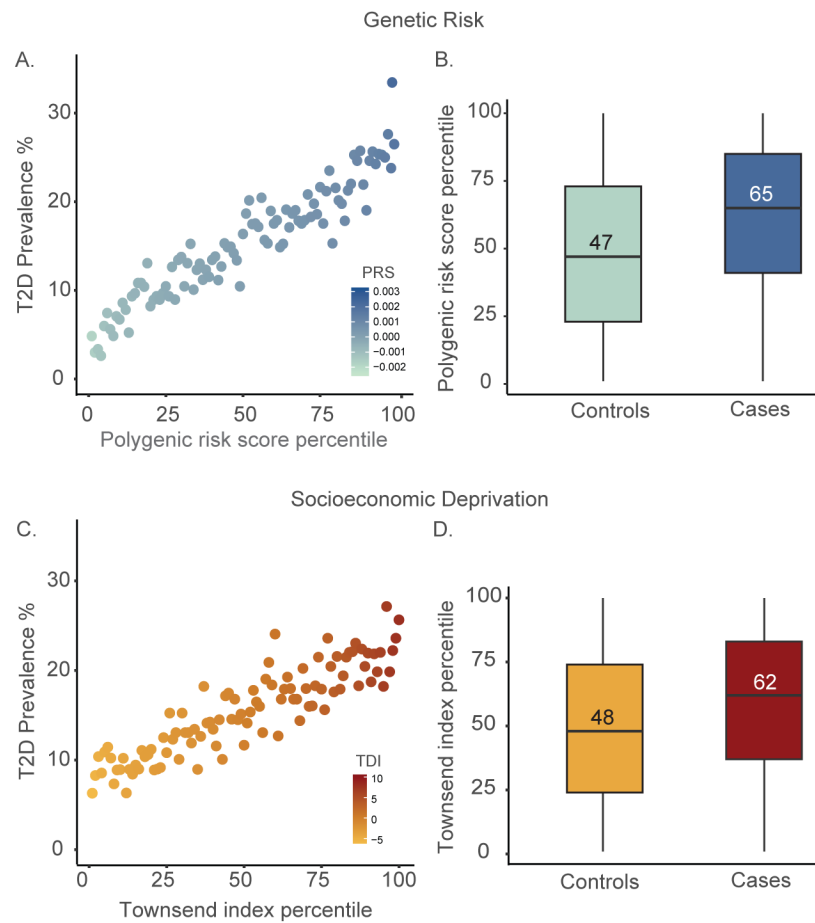 Genetic Risk
A.
T2D Prevalence %
30
20
10
0
PRS
0.003
0.002
0.001
0.000
−0.001
−0.002
0 25 50 75 100
Polygenic risk score percentile
B.
Polygenic risk score percentile
100
75
50
25
0
47
65
Controls Cases
Socioeconomic Deprivation
C.
T2D Prevalence %
30
20
10
0
TDI
10
5
0
−5
0 25 50 75 100
Townsend index percentile
D.
Townsend index percentile
100
75
50
25
0
48
62
Controls Cases